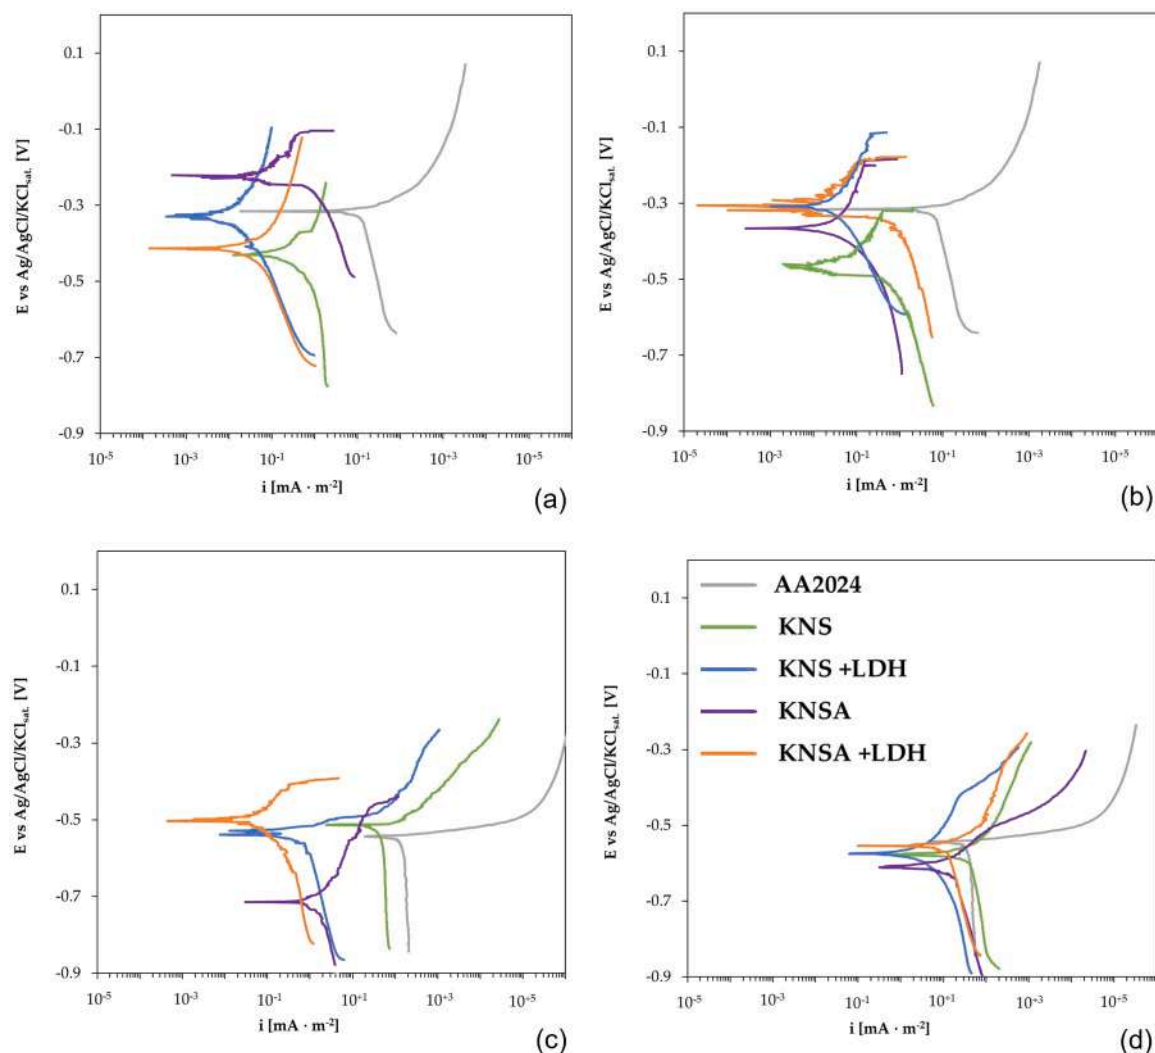 0.1
-0.1
-0.3
-0.5
-0.7
-0.9
E vs Ag/AgCl/KCl_sat. [V]
10⁻⁵ 10⁻³ 10⁻¹ 10⁺¹ 10⁺³ 10⁺⁵
i [mA · m⁻²]
(a)
0.1
-0.1
-0.3
-0.5
-0.7
-0.9
E vs Ag/AgCl/KCl_sat. [V]
10⁻⁵ 10⁻³ 10⁻¹ 10⁺¹ 10⁺³ 10⁺⁵
i [mA · m⁻²]
(b)
0.1
-0.1
-0.3
-0.5
-0.7
-0.9
E vs Ag/AgCl/KCl_sat. [V]
10⁻⁵ 10⁻³ 10⁻¹ 10⁺¹ 10⁺³ 10⁺⁵
i [mA · m⁻²]
(c)
0.1
-0.1
-0.3
-0.5
-0.7
-0.9
E vs Ag/AgCl/KCl_sat. [V]
AA2024
KNS
KNS +LDH
KNSA
KNSA +LDH
10⁻⁵ 10⁻³ 10⁻¹ 10⁺¹ 10⁺³ 10⁺⁵
i [mA · m⁻²]
(d)